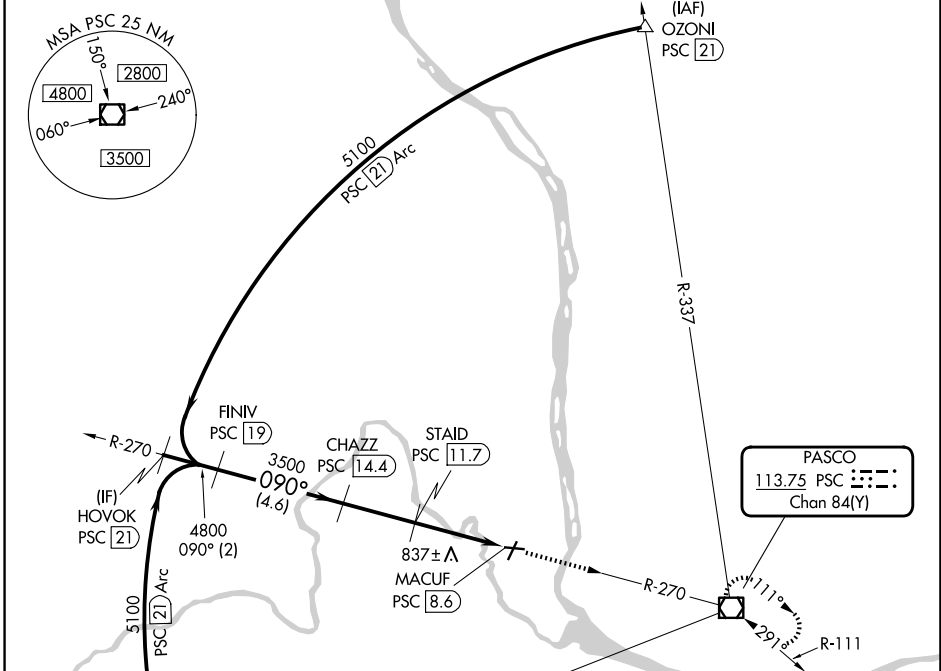 MSA PSC 25 NM
150°
2800
4800
240°
060°
3500
(IAF)
OZONI
PSC 21
5100
PSC 21 Arc
R-337
FINIV
PSC 19
R-270
CHAZZ
PSC 14.4
STAID
PSC 11.7
3500
090°
(4.6)
(IF)
HOVOK
PSC 21
4800
090° (2)
837±
MACUF
PSC 8.6
R-270
PASCO
113.75 PSC
Chan 84(Y)
111°
291°
R-111
5100
PSC 21 Arc